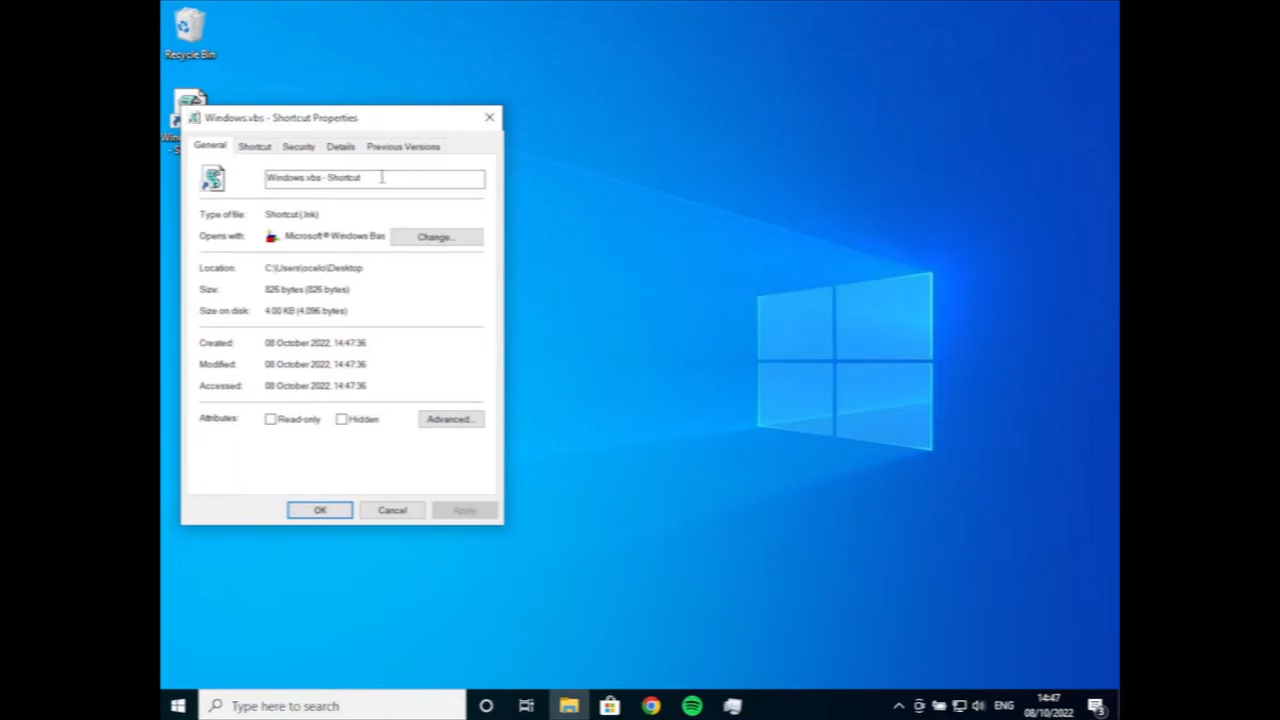 Recycle Bin
Windows.vbs - Shortcut Properties
General Shortcut Security Details Previous Versions
Windows.vbs - Shortcut
Type of file: Shortcut (.lnk)
Opens with: Microsoft® Windows Bas Change...
Location: C:\Users\ocelo\Desktop
Size: 826 bytes (826 bytes)
Size on disk: 4.00 KB (4,096 bytes)
Created: 08 October 2022, 14:47:36
Modified: 08 October 2022, 14:47:36
Accessed: 08 October 2022, 14:47:36
Attributes: Read-only Hidden Advanced...
OK Cancel Apply
Type here to search
ENG
14:47
08/10/2022
3